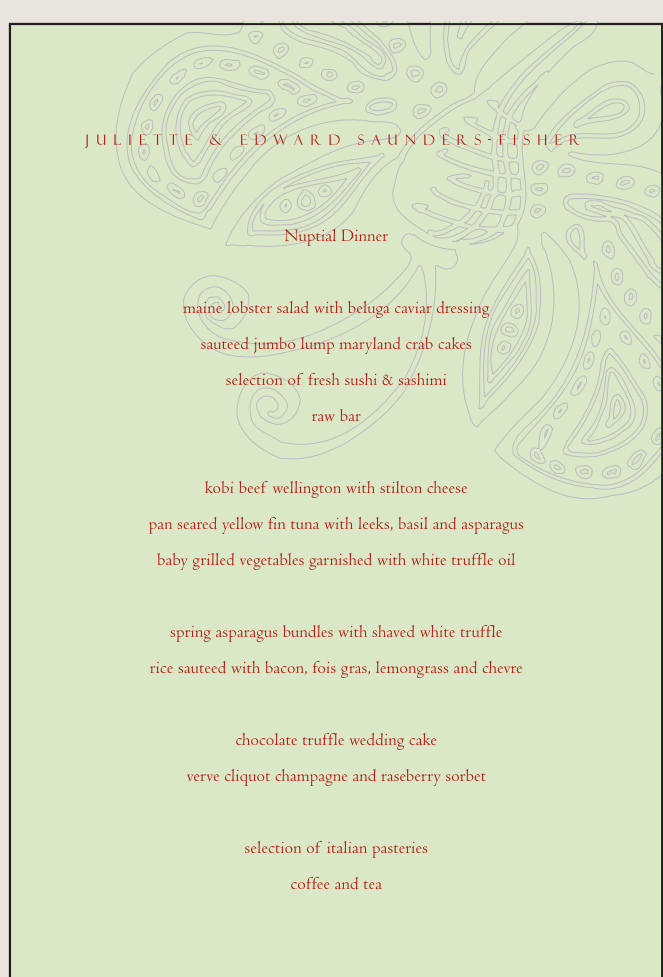 JULIETTE & EDWARD SAUNDERS-FISHER
Nuptial Dinner
maine lobster salad with beluga caviar dressing
sauteed jumbo lump maryland crab cakes
selection of fresh sushi & sashimi
raw bar
kobi beef wellington with stilton cheese
pan seared yellow fin tuna with leeks, basil and asparagus
baby grilled vegetables garnished with white truffle oil
spring asparagus bundles with shaved white truffle
rice sauteed with bacon, fois gras, lemongrass and chevre
chocolate truffle wedding cake
verve cliquot champagne and raseberry sorbet
selection of italian pasteries
coffee and tea